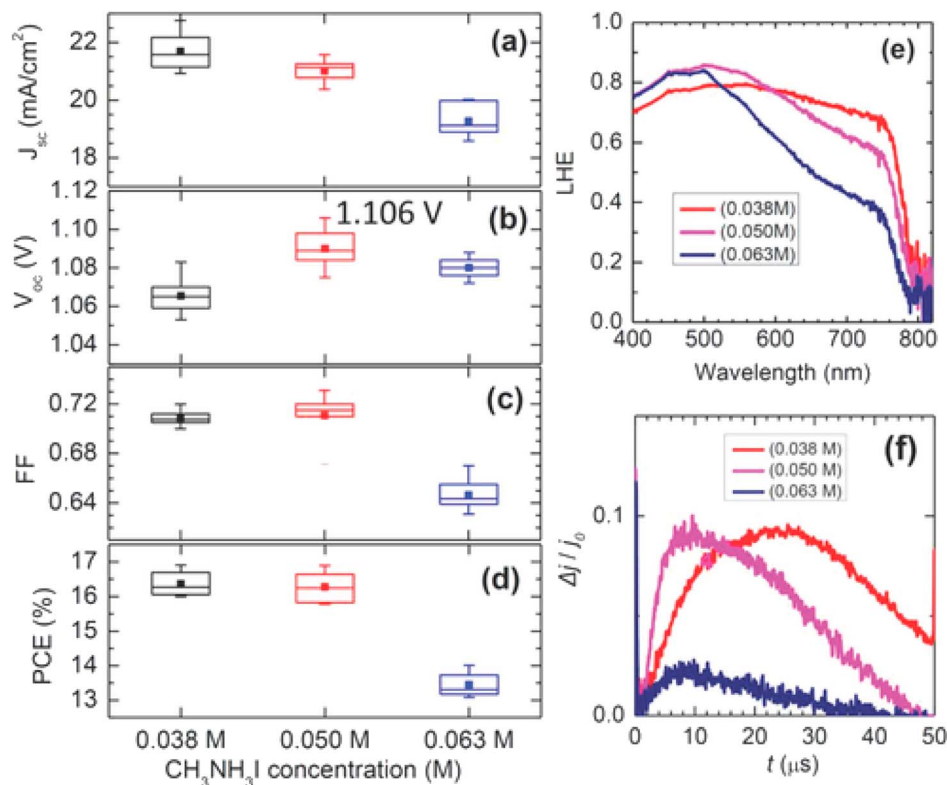 (a)
J_sc (mA/cm²)
22
20
18
1.12
(b)
1.106 V
V_oc (V)
1.10
1.08
1.06
1.04
(c)
FF
0.72
0.68
0.64
(d)
PCE (%)
17
16
15
14
13
0.038 M 0.050 M 0.063 M
CH₃NH₃I concentration (M)
(e)
LHE
1.0
0.8
0.6
0.4
0.2
0.0
(0.038M)
(0.050M)
(0.063M)
400 500 600 700 800
Wavelength (nm)
(f)
Δj / j₀
0.1
0.0
(0.038 M)
(0.050 M)
(0.063 M)
0 10 20 30 40 50
t (μs)